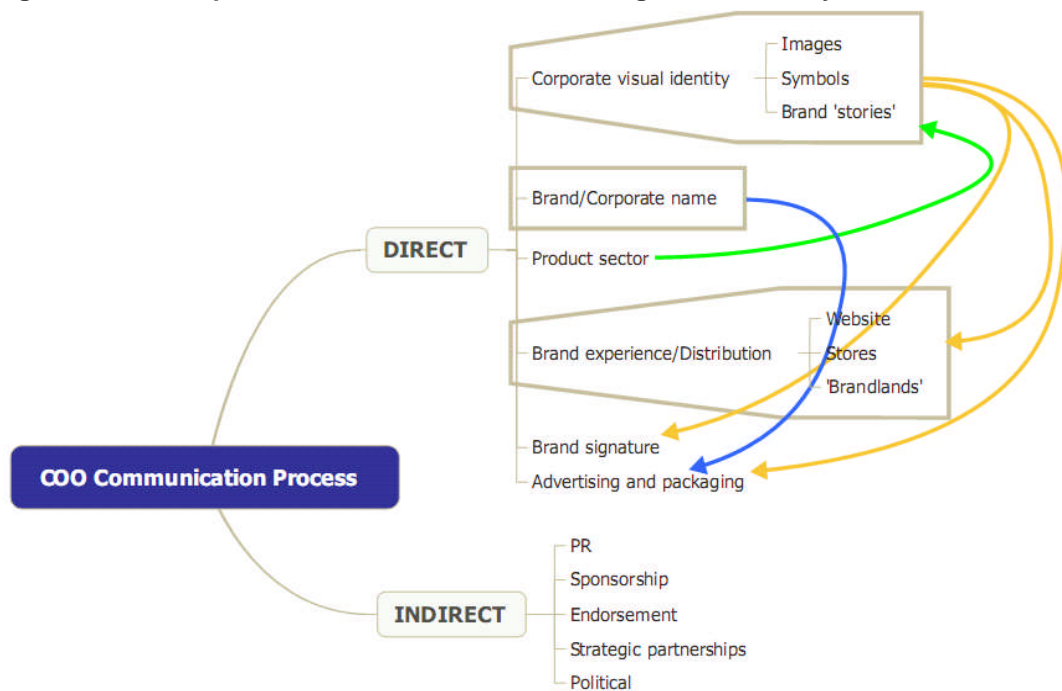 Images
Corporate visual identity
Symbols
Brand 'stories'
Brand/Corporate name
DIRECT
Product sector
Website
Brand experience/Distribution
Stores
'Brandlands'
Brand signature
COO Communication Process
Advertising and packaging
PR
Sponsorship
INDIRECT
Endorsement
Strategic partnerships
Political